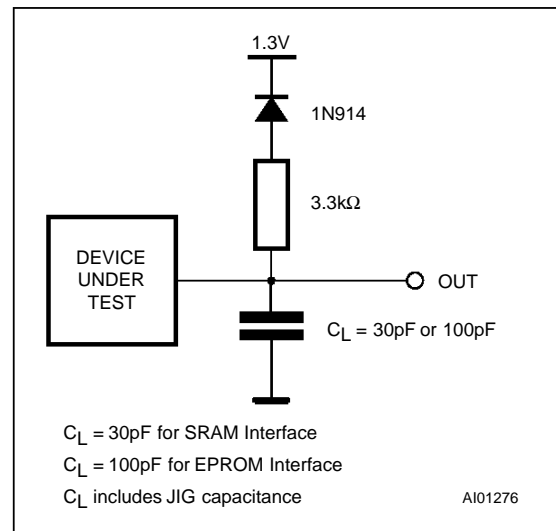 1.3V
1N914
3.3kΩ
DEVICE
UNDER
TEST
OUT
CL = 30pF or 100pF
CL = 30pF for SRAM Interface
CL = 100pF for EPROM Interface
CL includes JIG capacitance
AI01276